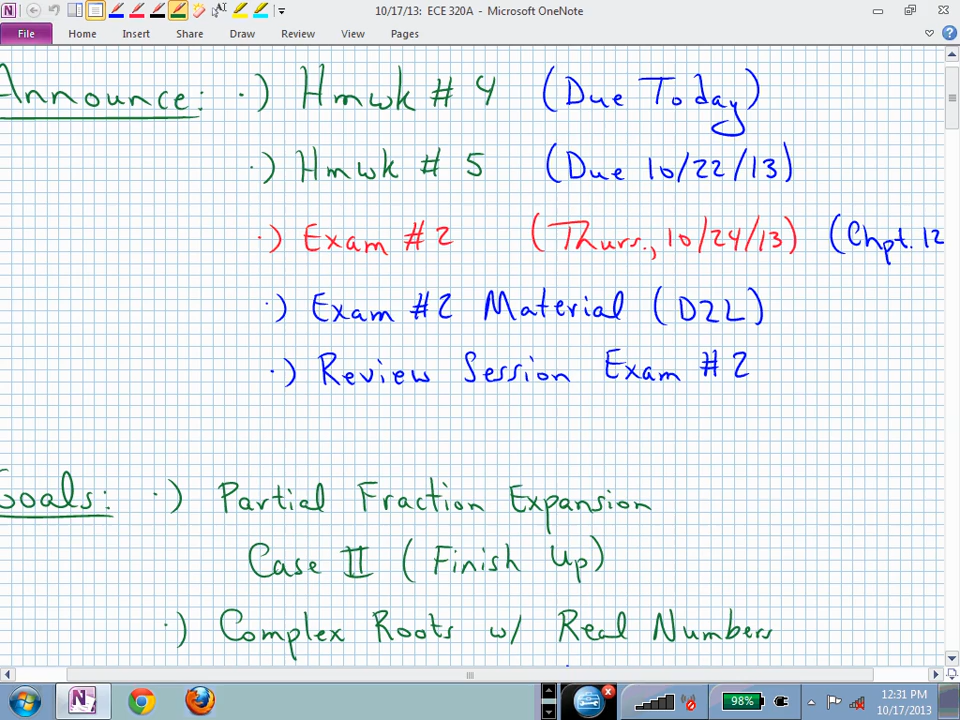 10/17/13: ECE 320A - Microsoft OneNote
File Home Insert Share Draw Review View Pages
Announce: ·) Hmwk # 4 (Due Today)
·) Hmwk # 5 (Due 10/22/13)
·) Exam #2 (Thurs., 10/24/13) (Chpt. 12
·) Exam #2 Material (D2L)
·) Review Session Exam #2
Goals: ·) Partial Fraction Expansion
Case II (Finish Up)
·) Complex Roots w/ Real Numbers
98%
12:31 PM
10/17/2013